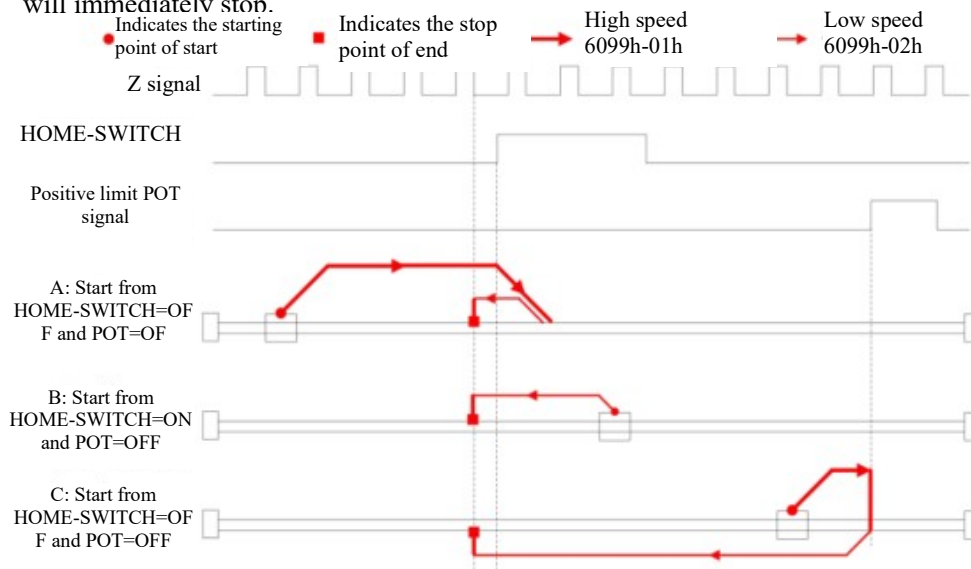 will immediately stop.
Indicates the starting
point of start
Indicates the stop
point of end
High speed
6099h-01h
Low speed
6099h-02h
Z signal
HOME-SWITCH
Positive limit POT
signal
A: Start from
HOME-SWITCH=OF
F and POT=OF
B: Start from
HOME-SWITCH=ON
and POT=OFF
C: Start from
HOME-SWITCH=OF
F and POT=OFF